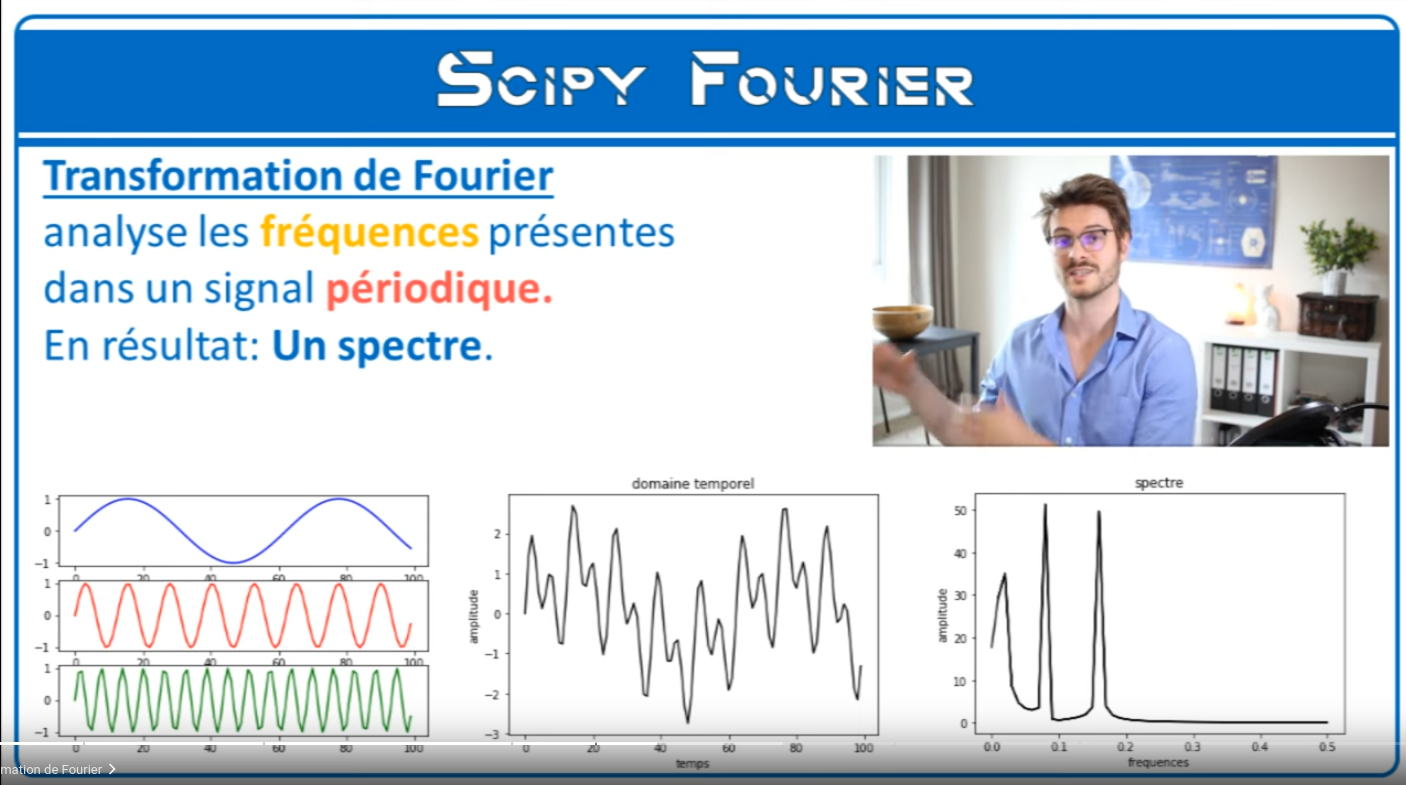 SCIPY FOURIER
Transformation de Fourier
analyse les fréquences présentes
dans un signal périodique.
En résultat: Un spectre.
1
0
-1
0 20 40 60 80 100
1
0
-1
0 20 40 60 80 100
1
0
-1
0 20 40 60 80 100
domaine temporel
amplitude
2
1
0
-1
-2
-3
0 20 40 60 80 100
temps
spectre
amplitude
50
40
30
20
10
0
0.0 0.1 0.2 0.3 0.4 0.5
frequences
mation de Fourier